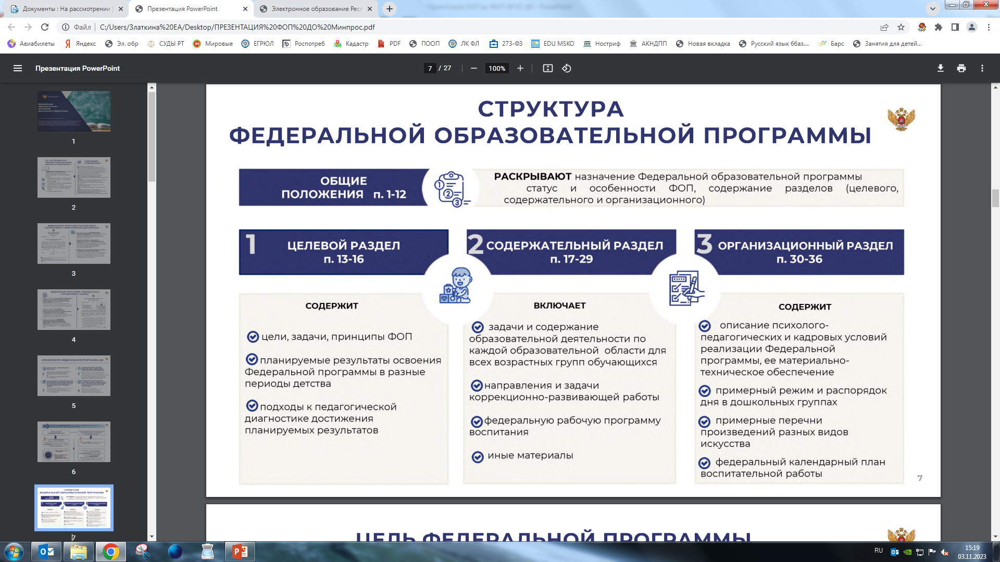 Документы : На рассмотрении
Презентация PowerPoint
Электронное образование Респ
Файл
C:/Users/Златкина%20ЕА/Desktop/ПРЕЗЕНТАЦИЯ%20ФОП%20ДО%20Минпрос.pdf
Авиабилеты
Яндекс
Эл. обр
СУДЫ РТ
Мировые
ЕГРЮЛ
Роспотреб
Кадастр
PDF
ПООП
ЛК ФЛ
273-ФЗ
EDU MSKO
Ностриф
АКНДПП
Новая вкладка
Русский язык ббаз....
Барс
Занятия для детей...
Презентация PowerPoint
7 / 27
100%
1
2
3
4
5
6
7
СТРУКТУРА
ФЕДЕРАЛЬНОЙ ОБРАЗОВАТЕЛЬНОЙ ПРОГРАММЫ
ОБЩИЕ
ПОЛОЖЕНИЯ п. 1-12
РАСКРЫВАЮТ назначение Федеральной образовательной программы
статус и особенности ФОП, содержание разделов (целевого,
содержательного и организационного)
1
ЦЕЛЕВОЙ РАЗДЕЛ
п. 13-16
СОДЕРЖИТ
цели, задачи, принципы ФОП
планируемые результаты освоения
Федеральной программы в разные
периоды детства
подходы к педагогической
диагностике достижения
планируемых результатов
2
СОДЕРЖАТЕЛЬНЫЙ РАЗДЕЛ
п. 17-29
ВКЛЮЧАЕТ
задачи и содержание
образовательной деятельности по
каждой образовательной области для
всех возрастных групп обучающихся
направления и задачи
коррекционно-развивающей работы
федеральную рабочую программу
воспитания
иные материалы
3
ОРГАНИЗАЦИОННЫЙ РАЗДЕЛ
п. 30-36
СОДЕРЖИТ
описание психолого-
педагогических и кадровых условий
реализации Федеральной
программы, ее материально-
техническое обеспечение
примерный режим и распорядок
дня в дошкольных группах
примерные перечни
произведений разных видов
искусства
федеральный календарный план
воспитательной работы
7
ЦЕЛЬ ФЕДЕРАЛЬНОЙ ПРОГРАММЫ
RU
15:19
03.11.2023